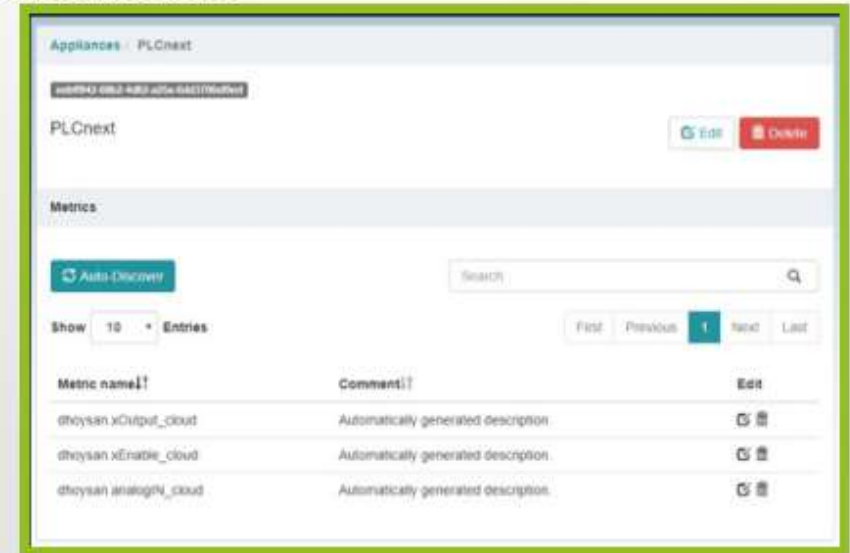 Appliances / PLCnext
PLCnext
Edit Delete
Metrics
Auto-Discover Search
Show 10 Entries First Previous 1 Next Last
Metric name Comment Edit
dhoysan.xOutput_cloud Automatically generated description.
dhoysan.xEnable_cloud Automatically generated description.
dhoysan.analogIN_cloud Automatically generated description.